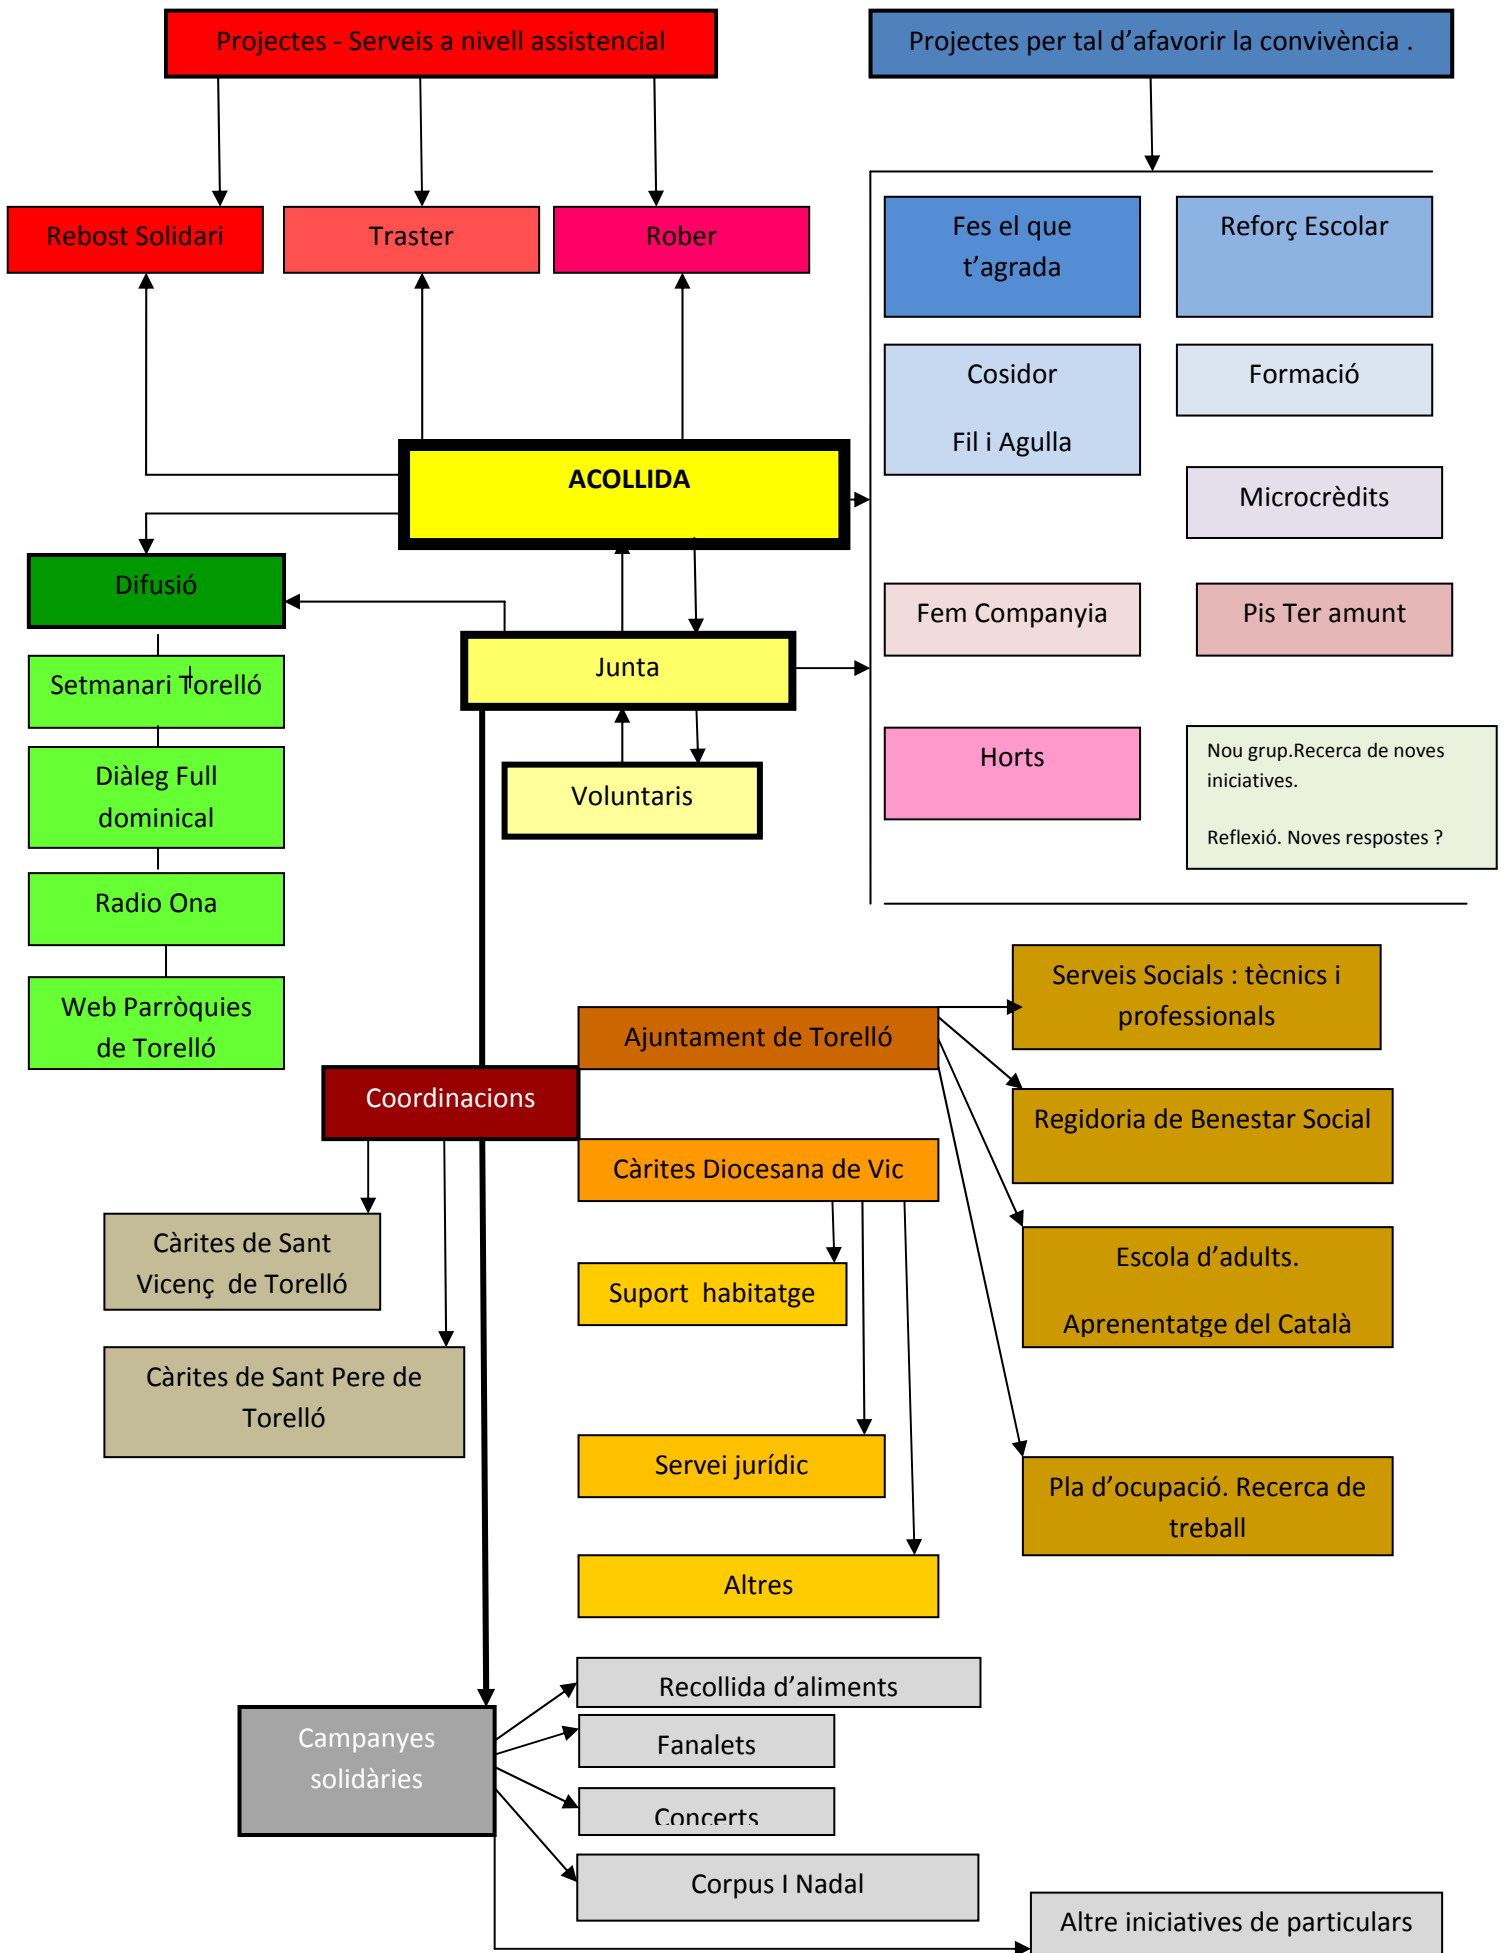 Projectes - Serveis a nivell assistencial
Projectes per tal d’afavorir la convivència .
Rebost Solidari
Traster
Rober
Fes el que
t’agrada
Reforç Escolar
Cosidor
Fil i Agulla
Formació
ACOLLIDA
Microcrèdits
Difusió
Fem Companyia
Pis Ter amunt
Junta
Setmanari Torelló
Horts
Nou grup.Recerca de noves
iniciatives.
Reflexió. Noves respostes ?
Diàleg Full
dominical
Voluntaris
Radio Ona
Web Parròquies
de Torelló
Ajuntament de Torelló
Serveis Socials : tècnics i
professionals
Coordinacions
Regidoria de Benestar Social
Càrites Diocesana de Vic
Càrites de Sant
Vicenç  de Torelló
Suport  habitatge
Escola d’adults.
Aprenentatge del Català
Càrites de Sant Pere de
Torelló
Servei jurídic
Pla d’ocupació. Recerca de
treball
Altres
Recollida d’aliments
Campanyes
solidàries
Fanalets
Concerts
Corpus I Nadal
Altre iniciatives de particulars